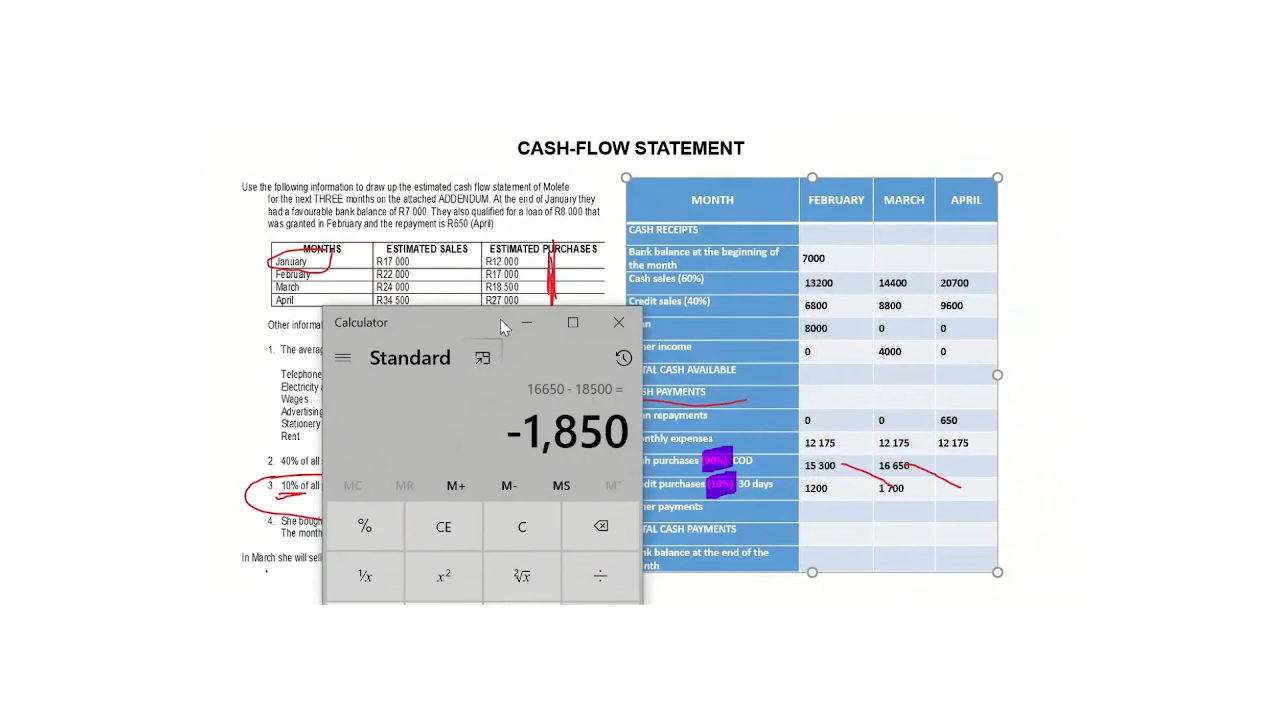 CASH-FLOW STATEMENT
Use the following information to draw up the estimated cash flow statement of Molefe
for the next THREE months on the attached ADDENDUM. At the end of January they
had a favourable bank balance of R7 000. They also qualified for a loan of R8 000 that
was granted in February and the repayment is R650 (April)
MONTHS ESTIMATED SALES ESTIMATED PURCHASES
January R17 000 R12 000
February R22 000 R17 000
March R24 000 R18 500
April R34 500 R27 000
Other informa
1. The averag
Telephone
Electricity a
Wages
Advertising
Stationery
Rent
2. 40% of all
3. 10% of all
4. She bough
The month
In March she will sell
Calculator
Standard
16650 - 18500 =
-1,850
MC MR M+ M- MS M˅
% CE C
¹/x x² ²√x ÷
MONTH FEBRUARY MARCH APRIL
CASH RECEIPTS
Bank balance at the beginning of
the month 7000
Cash sales (60%) 13200 14400 20700
Credit sales (40%) 6800 8800 9600
an 8000 0 0
her income 0 4000 0
TAL CASH AVAILABLE
SH PAYMENTS
an repayments 0 0 650
onthly expenses 12 175 12 175 12 175
sh purchases (90%) COD 15 300 16 650
edit purchases (10%) 30 days 1200 1 700
her payments
TAL CASH PAYMENTS
nk balance at the end of the
nth